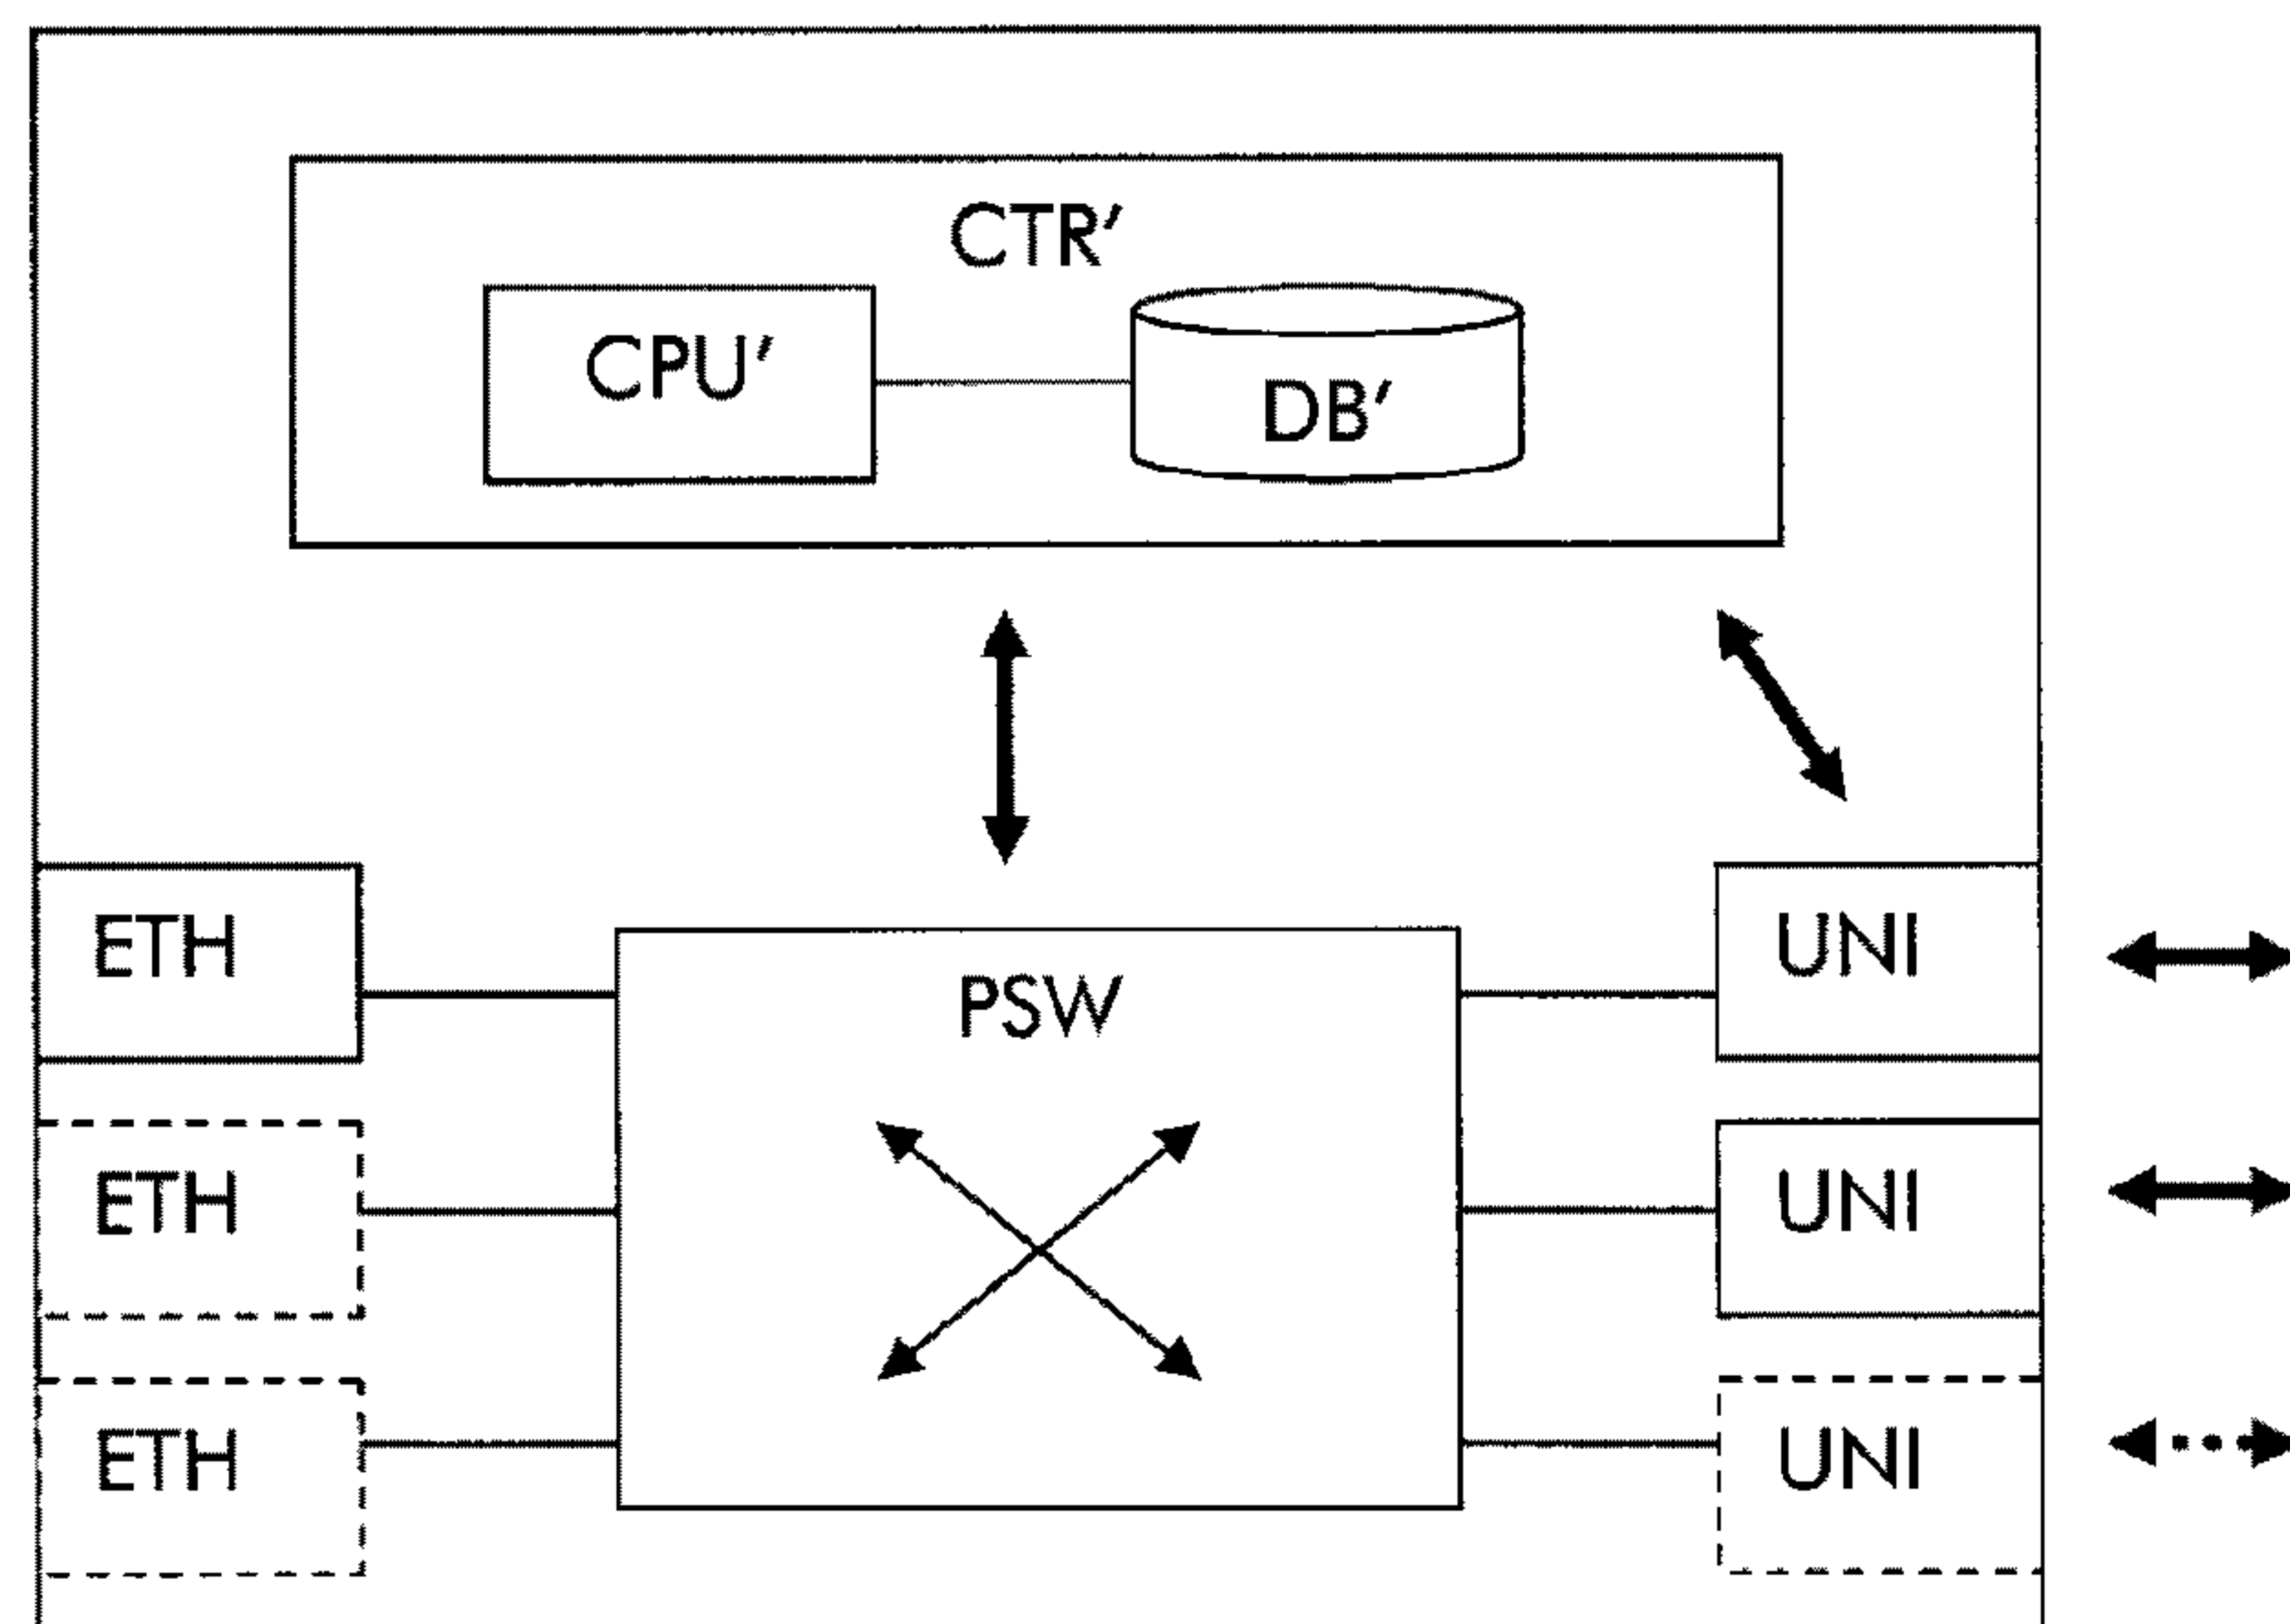 CTR'
CPU'
DB'
ETH
PSW
UNI
ETH
UNI
ETH
UNI